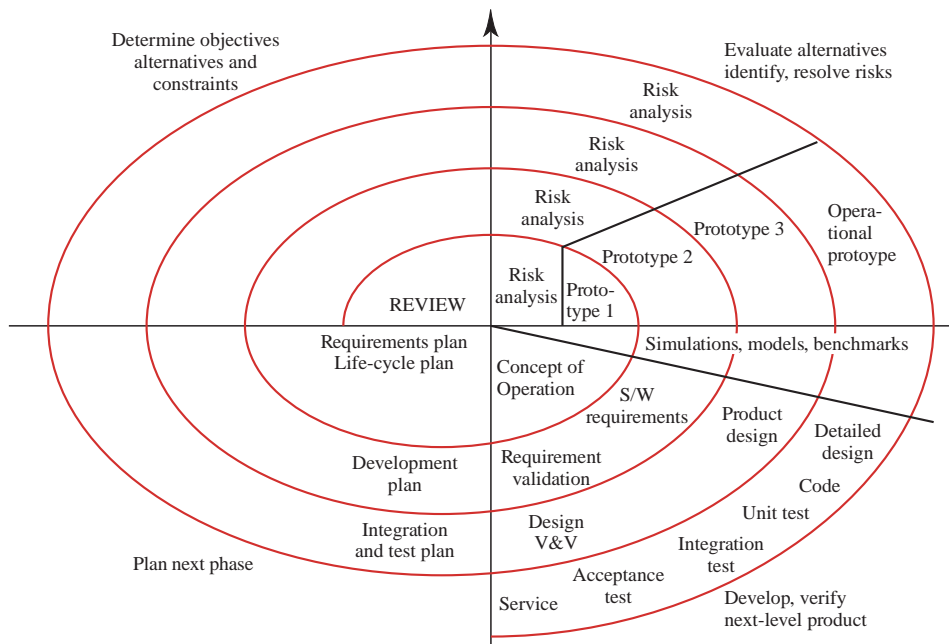 Determine objectives
alternatives and
constraints
Evaluate alternatives
identify, resolve risks
Risk
analysis
Risk
analysis
Risk
analysis
Opera-
tional
protoype
Prototype 3
Prototype 2
Risk
analysis
Proto-
type 1
REVIEW
Requirements plan
Life-cycle plan
Simulations, models, benchmarks
Concept of
Operation
S/W
requirements
Product
design
Detailed
design
Development
plan
Requirement
validation
Code
Unit test
Integration
and test plan
Design
V&V
Integration
test
Plan next phase
Acceptance
test
Service
Develop, verify
next-level product